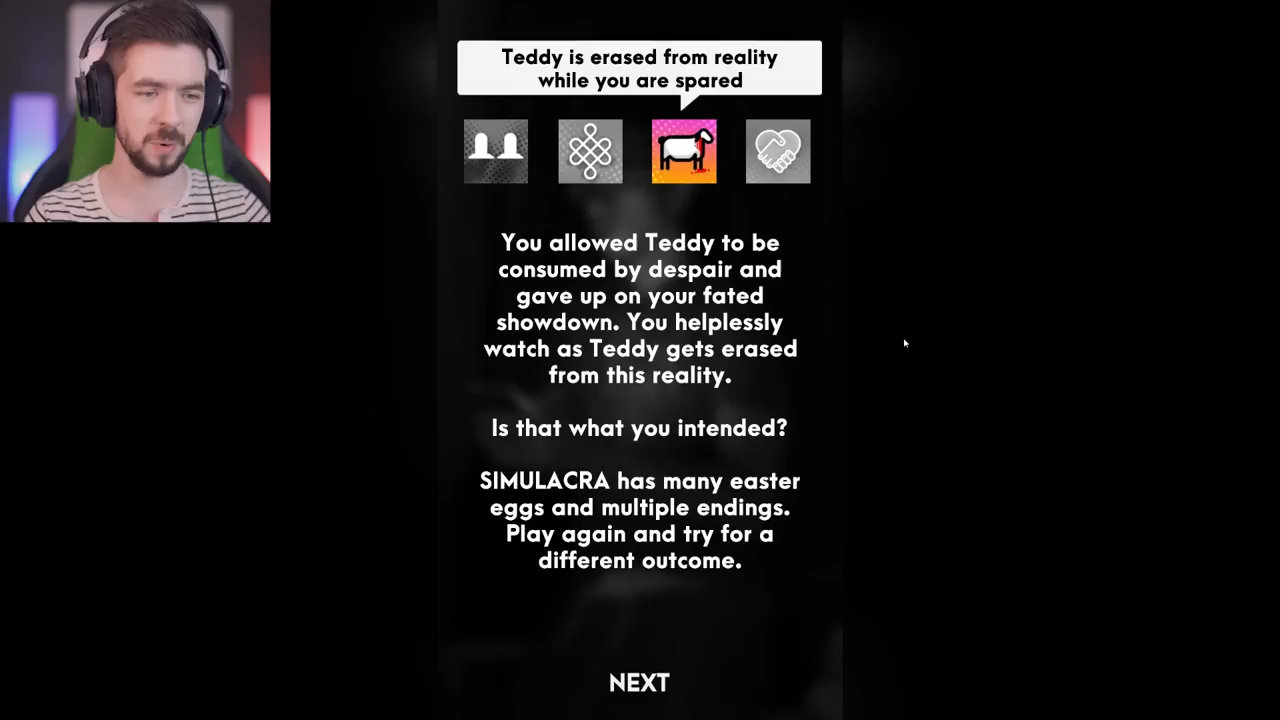 Teddy is erased from reality
while you are spared
You allowed Teddy to be
consumed by despair and
gave up on your fated
showdown. You helplessly
watch as Teddy gets erased
from this reality.
Is that what you intended?
SIMULACRA has many easter
eggs and multiple endings.
Play again and try for a
different outcome.
NEXT